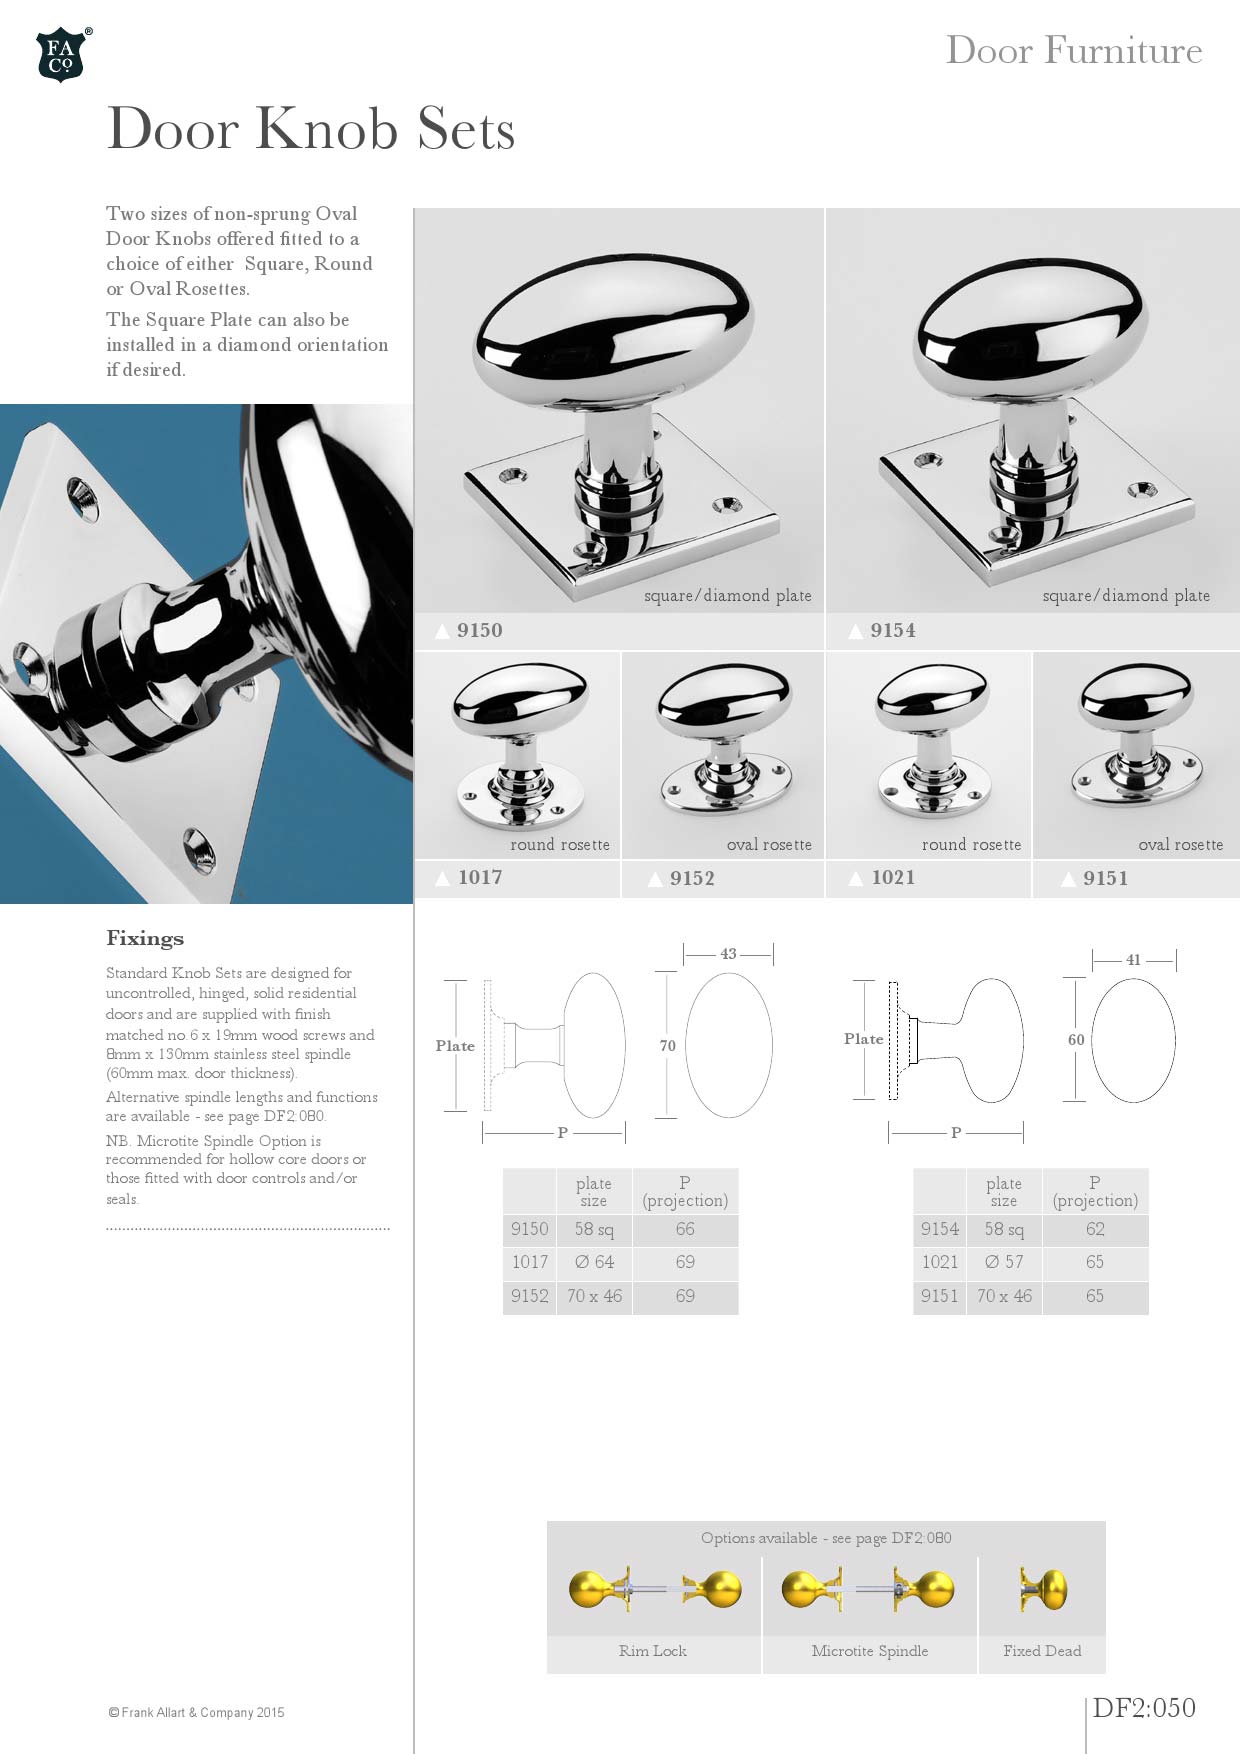 FA
Co.
®
Door Furniture
Door Knob Sets
Two sizes of non-sprung Oval
Door Knobs offered fitted to a
choice of either Square, Round
or Oval Rosettes.
The Square Plate can also be
installed in a diamond orientation
if desired.
square/diamond plate
square/diamond plate
9150
9154
round rosette
oval rosette
round rosette
oval rosette
1017
9152
1021
9151
Fixings
Standard Knob Sets are designed for
uncontrolled, hinged, solid residential
doors and are supplied with finish
matched no.6 x 19mm wood screws and
8mm x 130mm stainless steel spindle
(60mm max. door thickness).
Alternative spindle lengths and functions
are available - see page DF2:080.
NB. Microtite Spindle Option is
recommended for hollow core doors or
those fitted with door controls and/or
seals.
43
Plate
70
P
41
Plate
60
P
plate size P (projection)
9150 58 sq 66
1017 Ø 64 69
9152 70 x 46 69
plate size P (projection)
9154 58 sq 62
1021 Ø 57 65
9151 70 x 46 65
Options available - see page DF2:080
Rim Lock Microtite Spindle Fixed Dead
© Frank Allart & Company 2015
DF2:050